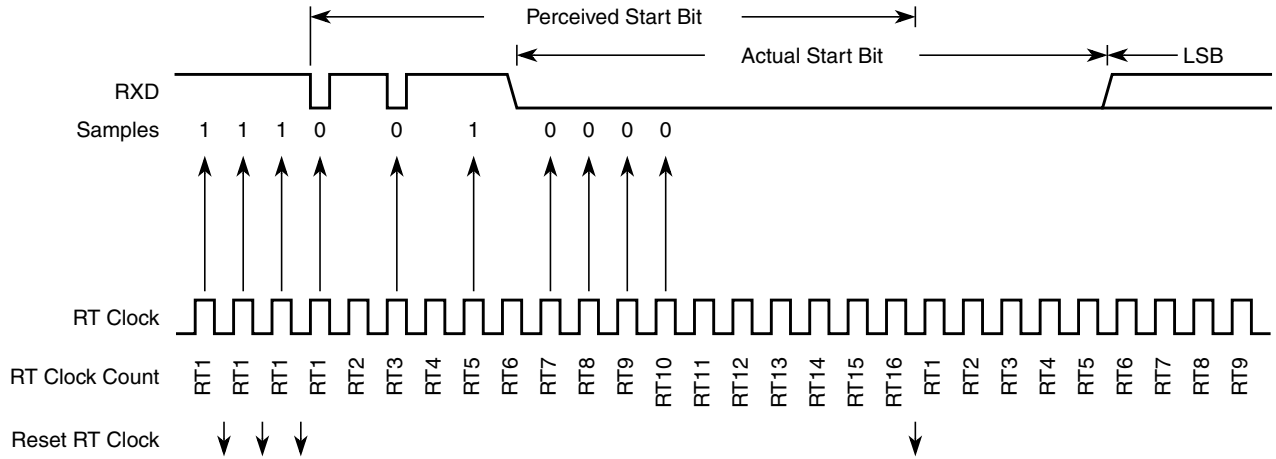 Perceived Start Bit
Actual Start Bit
LSB
RXD
Samples 1 1 1 0 0 1 0 0 0 0
RT Clock
RT Clock Count RT1 RT1 RT1 RT1 RT2 RT3 RT4 RT5 RT6 RT7 RT8 RT9 RT10 RT11 RT12 RT13 RT14 RT15 RT16 RT1 RT2 RT3 RT4 RT5 RT6 RT7 RT8 RT9
Reset RT Clock